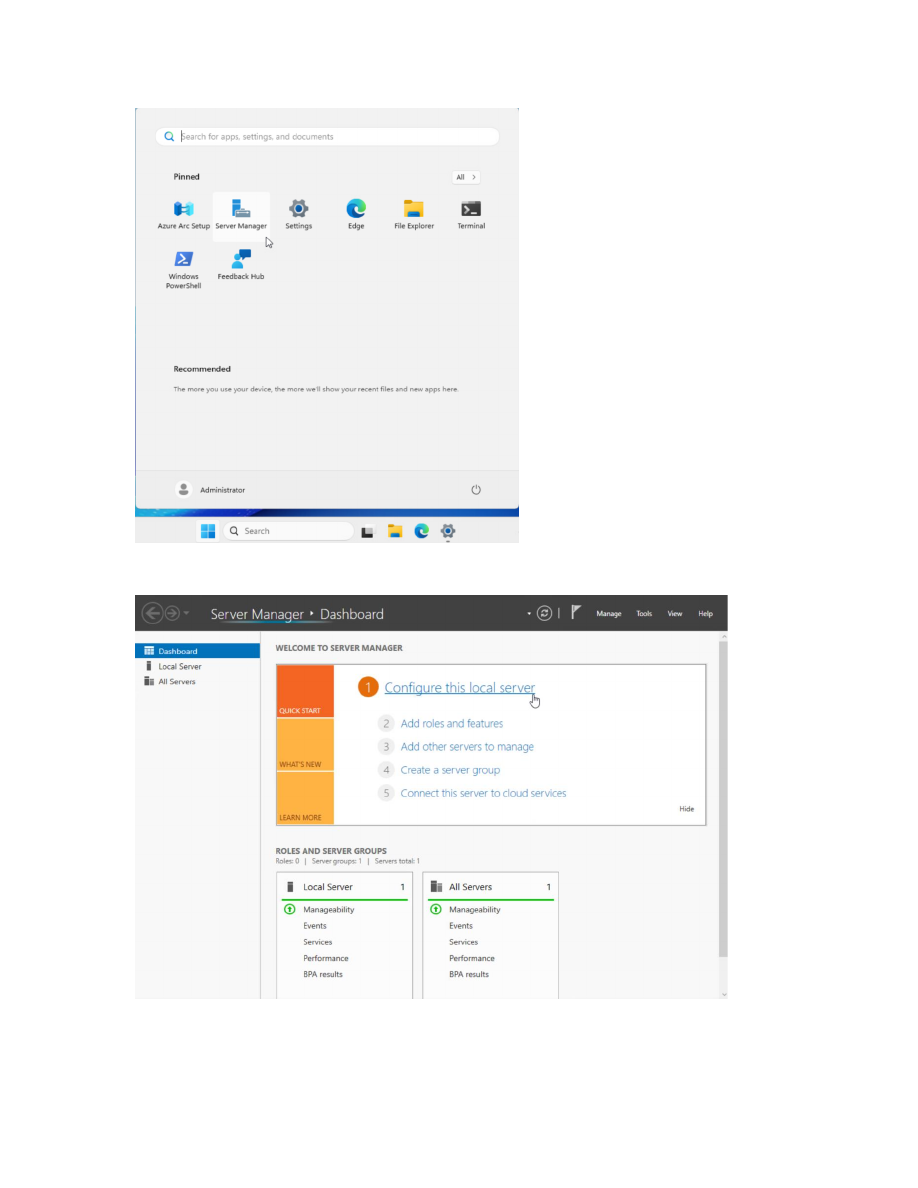 Search for apps, settings, and documents
Pinned
All >
Azure Arc Setup
Server Manager
Settings
Edge
File Explorer
Terminal
Windows
PowerShell
Feedback Hub
Recommended
The more you use your device, the more we'll show your recent files and new apps here.
Administrator
Search
Server Manager ‣ Dashboard
Manage
Tools
View
Help
Dashboard
Local Server
All Servers
WELCOME TO SERVER MANAGER
QUICK START
WHAT'S NEW
LEARN MORE
1 Configure this local server
2 Add roles and features
3 Add other servers to manage
4 Create a server group
5 Connect this server to cloud services
Hide
ROLES AND SERVER GROUPS
Roles: 0 | Server groups: 1 | Servers total: 1
Local Server 1
Manageability
Events
Services
Performance
BPA results
All Servers 1
Manageability
Events
Services
Performance
BPA results